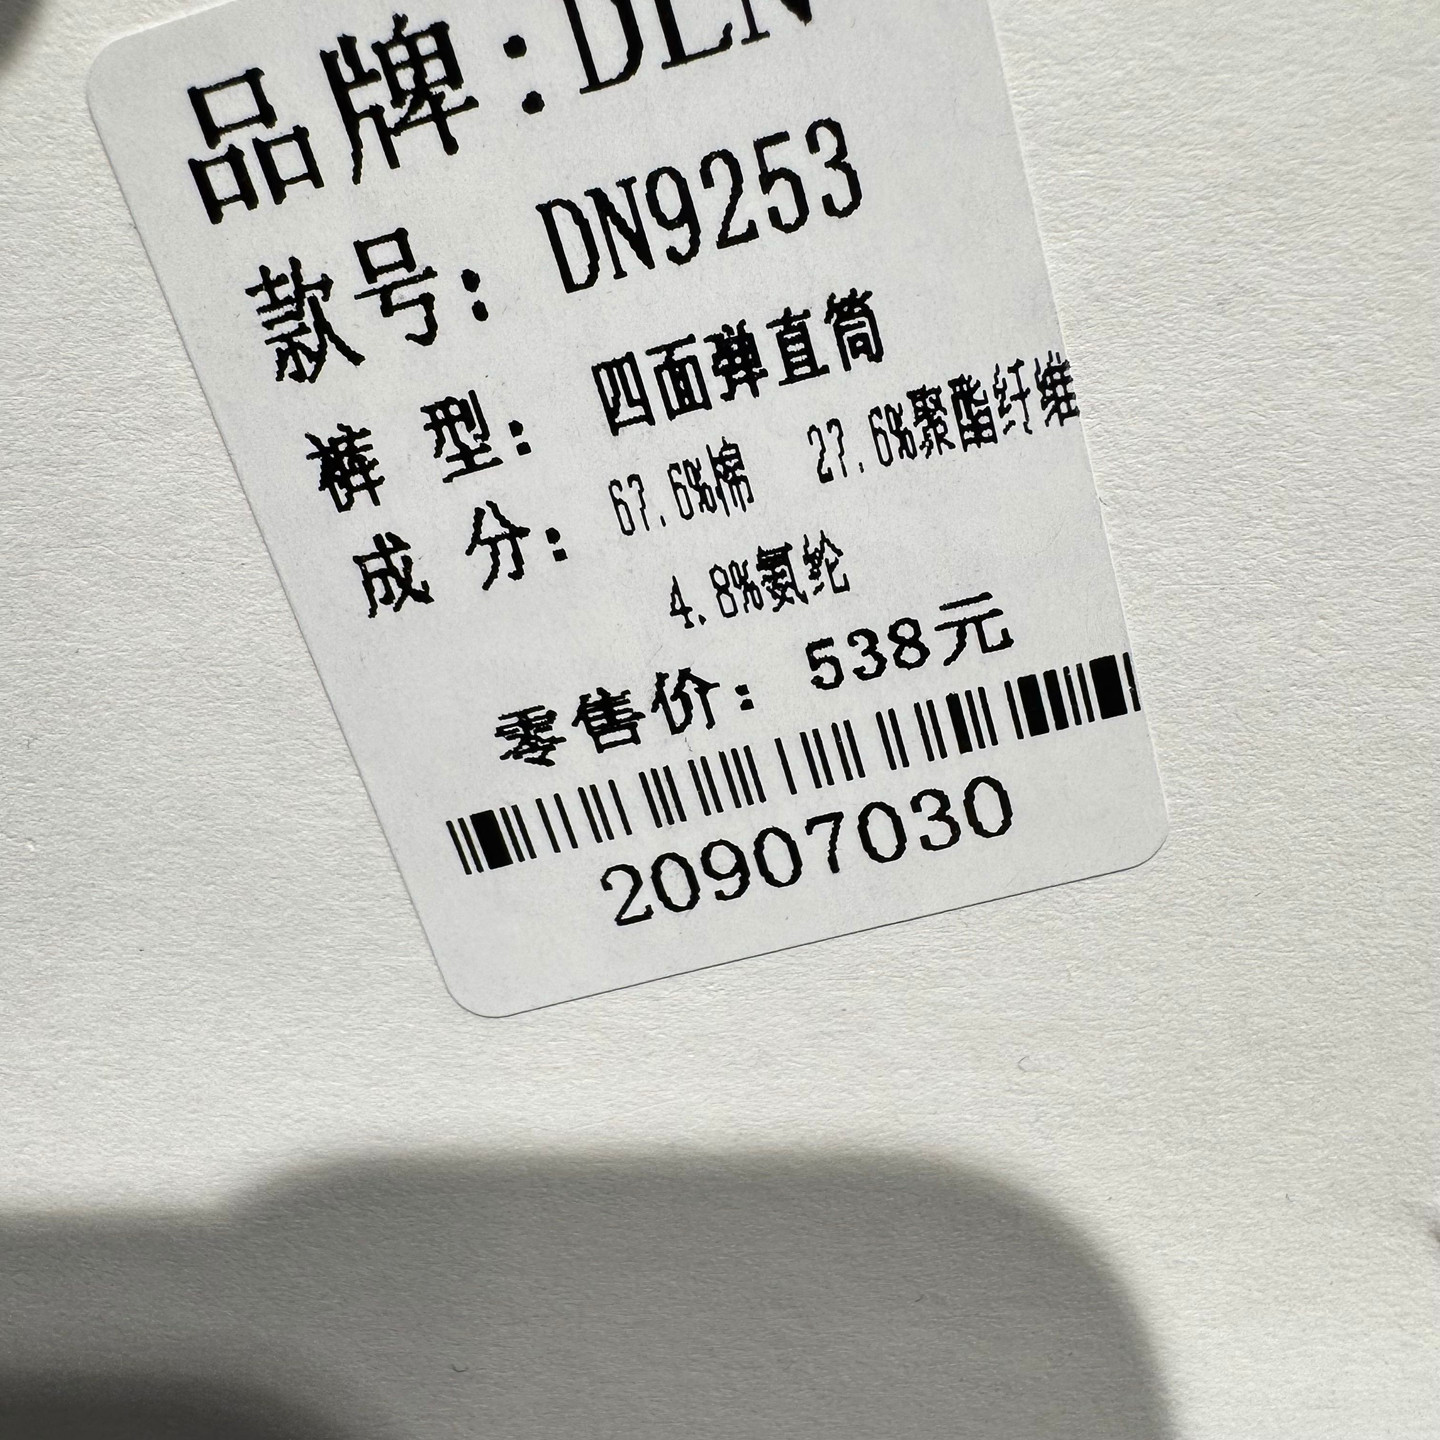 品牌:DLN
款号: DN9253
裤 型: 四面弹直筒
成 分: 67.6%棉 27.6%聚酯纤维
4.8%氨纶
零售价: 538元
20907030